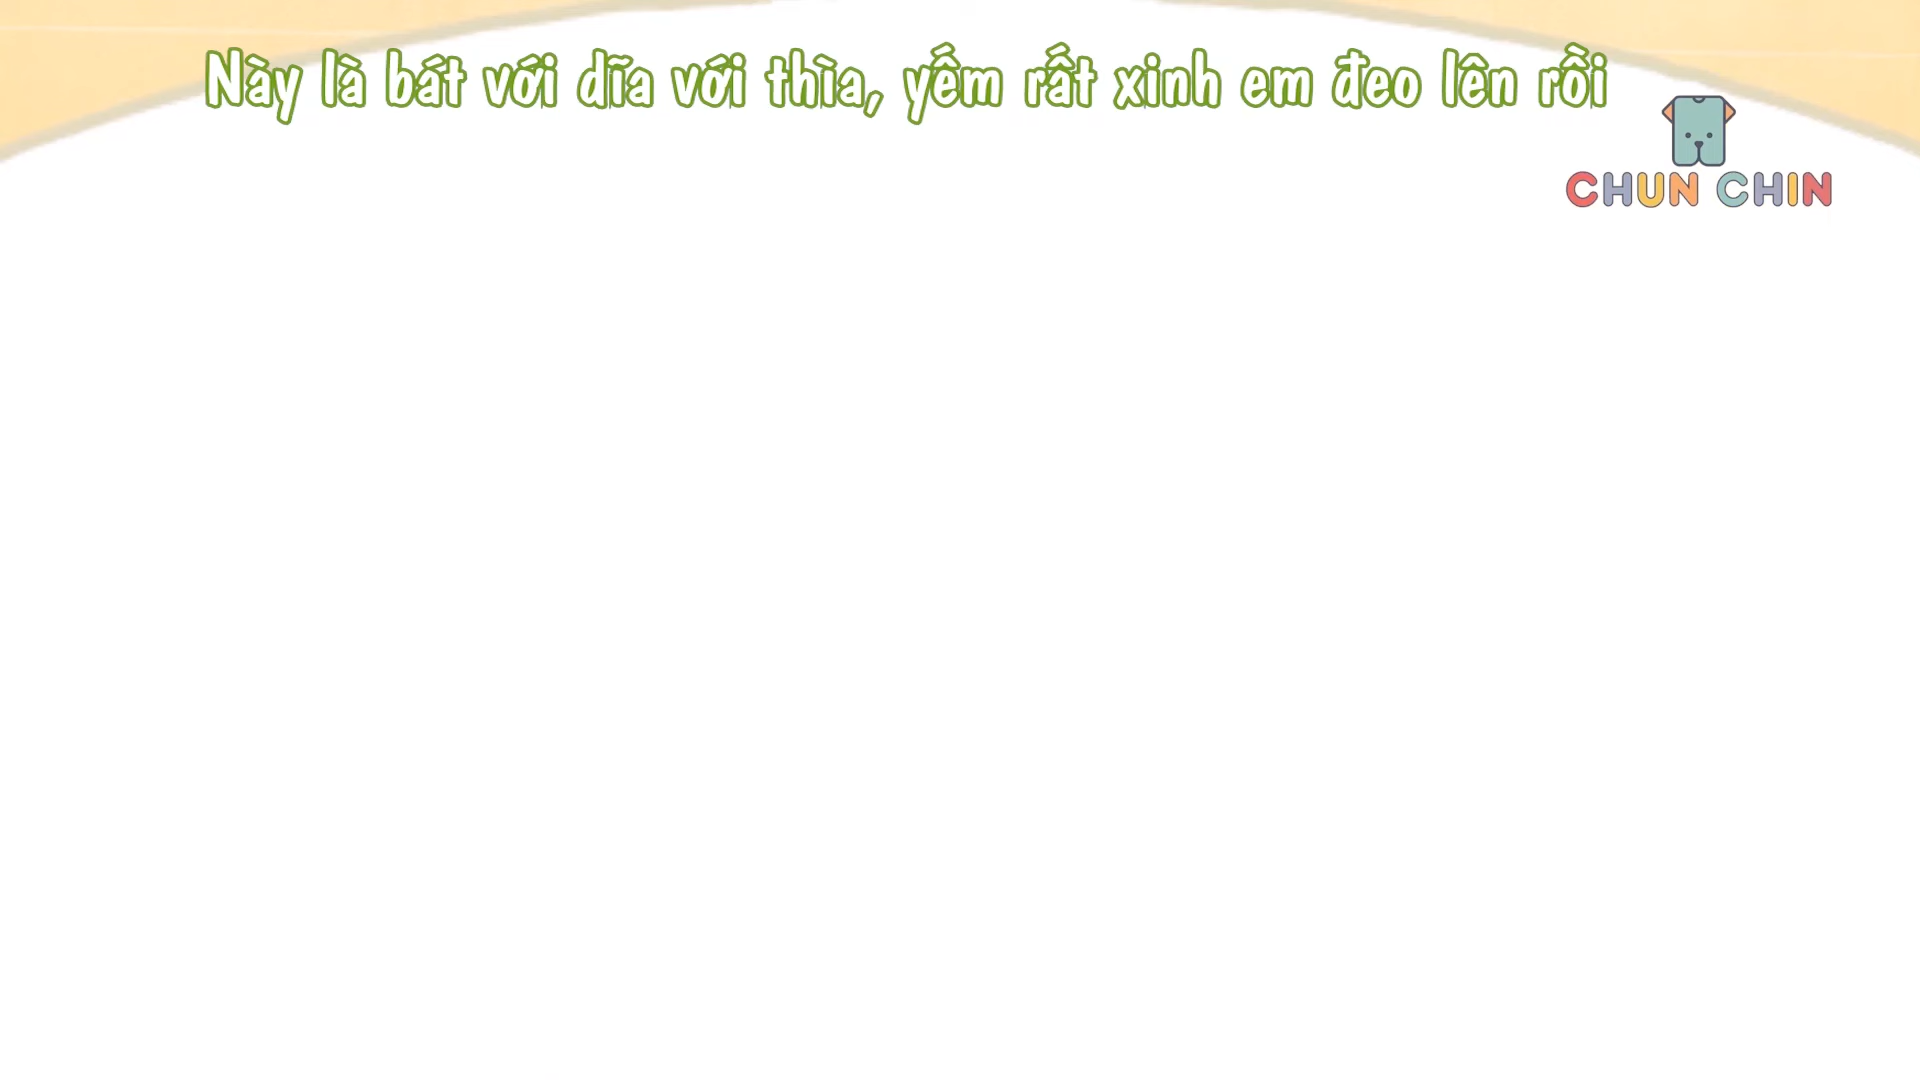 Này là bát với dĩa với thìa, yếm rất xinh em đeo lên rồi
CHUN CHIN